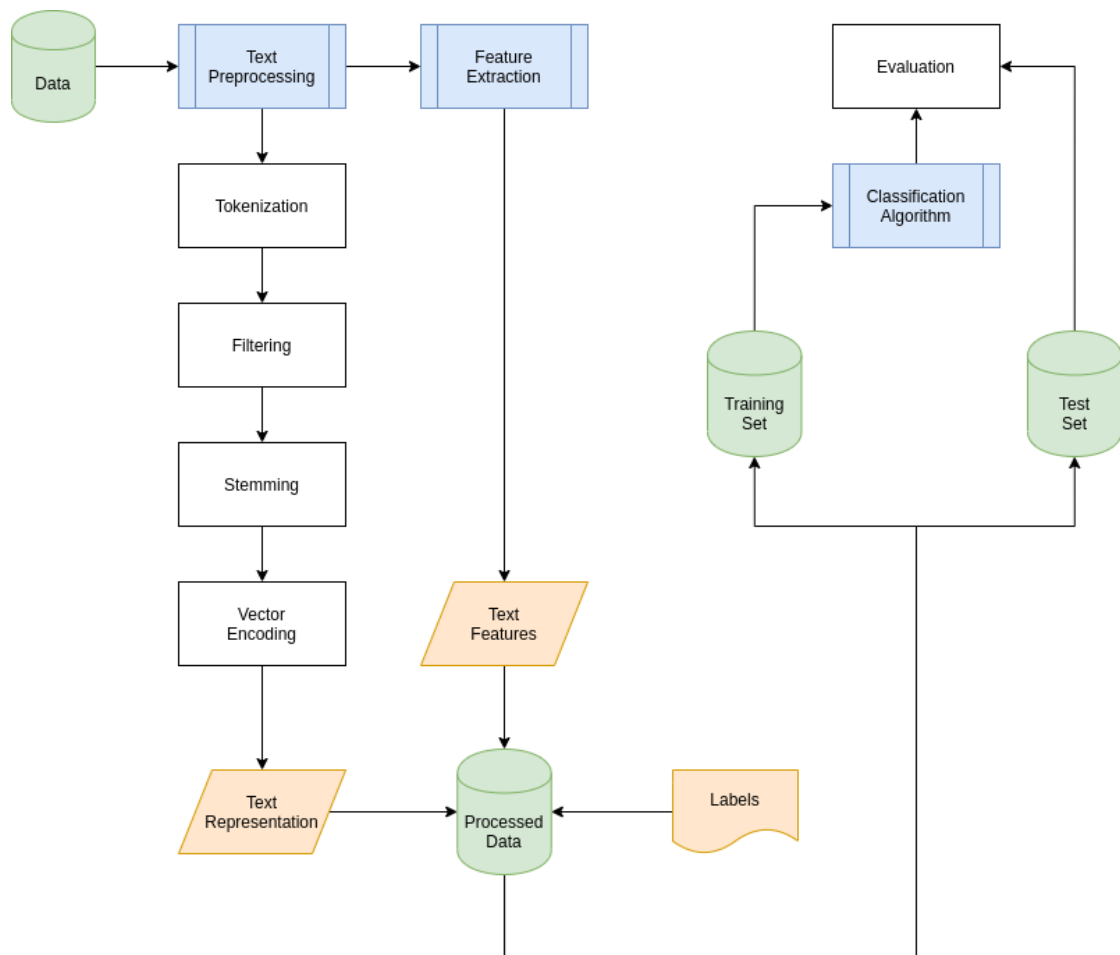 Data
Text
Preprocessing
Feature
Extraction
Evaluation
Tokenization
Classification
Algorithm
Filtering
Training
Set
Test
Set
Stemming
Vector
Encoding
Text
Features
Text
Representation
Processed
Data
Labels